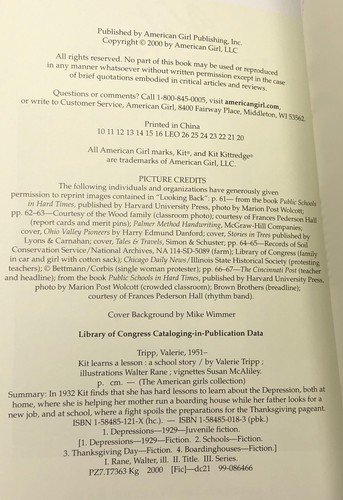 Published by American Girl Publishing, Inc.
Copyright © 2000 by American Girl, LLC
All rights reserved. No part of this book may be used or reproduced
in any manner whatsoever without written permission except in the case
of brief quotations embodied in critical articles and reviews.
Questions or comments? Call 1-800-845-0005, visit americangirl.com,
or write to Customer Service, American Girl, 8400 Fairway Place, Middleton, WI 53562.
Printed in China
10 11 12 13 14 15 16 LEO 26 25 24 23 22 21 20
All American Girl marks, Kit®, and Kit Kittredge®
are trademarks of American Girl, LLC.
PICTURE CREDITS
The following individuals and organizations have generously given
permission to reprint images contained in "Looking Back": p. 61—from the book Public Schools
in Hard Times, published by Harvard University Press, photo by Marion Post Wolcott;
pp. 62–63—Courtesy of the Wood family (classroom photo); courtesy of Frances Pederson Hall
(report cards and merit pins); Palmer Method Handwriting, McGraw-Hill Companies;
cover, Ohio Valley Pioneers by Harry Edmund Danford; cover, Stories in Trees published by
Lyons & Carnahan; cover, Tales & Travels, Simon & Shuster; pp. 64–65—Records of Soil
Conservation Service/National Archives, NA 114-SD-5089 (farm); Library of Congress (family
in car and girl with cotton sack); Chicago Daily News/Illinois State Historical Society (protesting
teachers); © Bettmann/Corbis (single woman protester); pp. 66–67—The Cincinnati Post (teacher
and headline); from the book Public Schools in Hard Times, published by Harvard University Press,
photo by Marion Post Wolcott (crowded classroom); Brown Brothers (breadline);
courtesy of Frances Pederson Hall (rhythm band).
Cover Background by Mike Wimmer
Library of Congress Cataloging-in-Publication Data
Tripp, Valerie, 1951–
Kit learns a lesson : a school story / by Valerie Tripp ;
illustrations Walter Rane ; vignettes Susan McAliley.
p. cm. — (The American girls collection)
Summary: In 1932 Kit finds that she has hard lessons to learn about the Depression, both at
home, where she is helping her mother run a boarding house while her father looks for a
new job, and at school, where a fight spoils the preparations for the Thanksgiving pageant.
ISBN 1-58485-121-X (hc.). — ISBN 1-58485-018-3 (pbk.)
1. Depressions—1929—Juvenile fiction.
[1. Depressions—1929—Fiction. 2. Schools—Fiction.
3. Thanksgiving Day—Fiction. 4. Boardinghouses—Fiction.]
I. Rane, Walter, ill. II. Title. III. Series.
PZ7.T7363 Kg 2000 [Fic]—dc21 99-086466